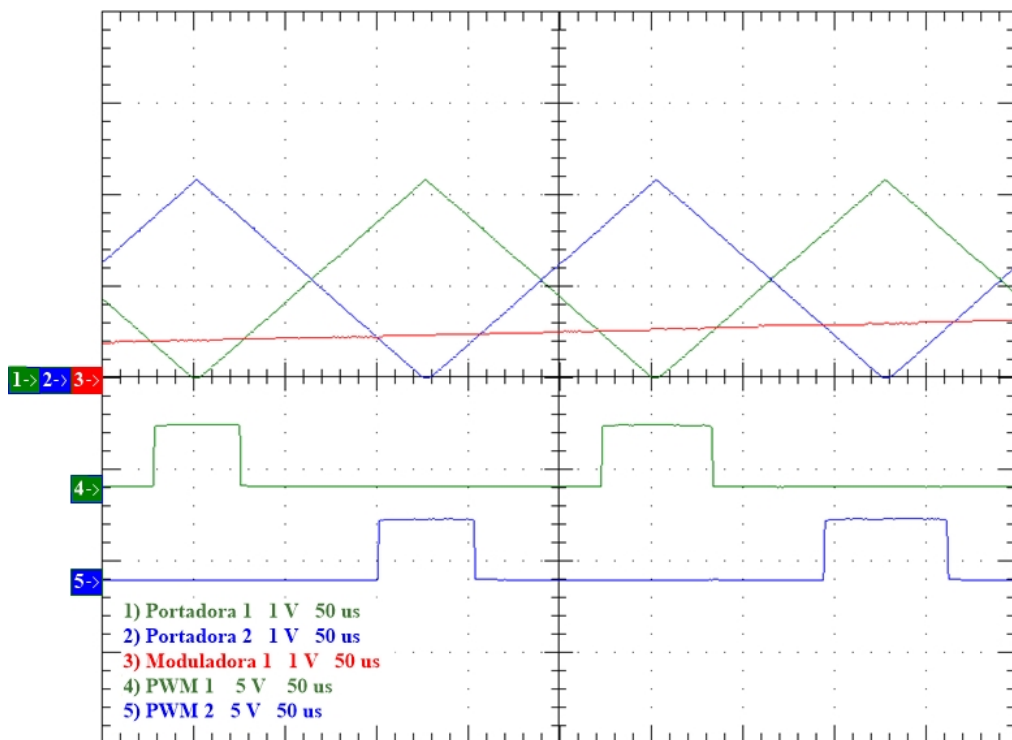 1-> 2-> 3->
4->
5->
1) Portadora 1 1 V 50 us
2) Portadora 2 1 V 50 us
3) Moduladora 1 1 V 50 us
4) PWM 1 5 V 50 us
5) PWM 2 5 V 50 us